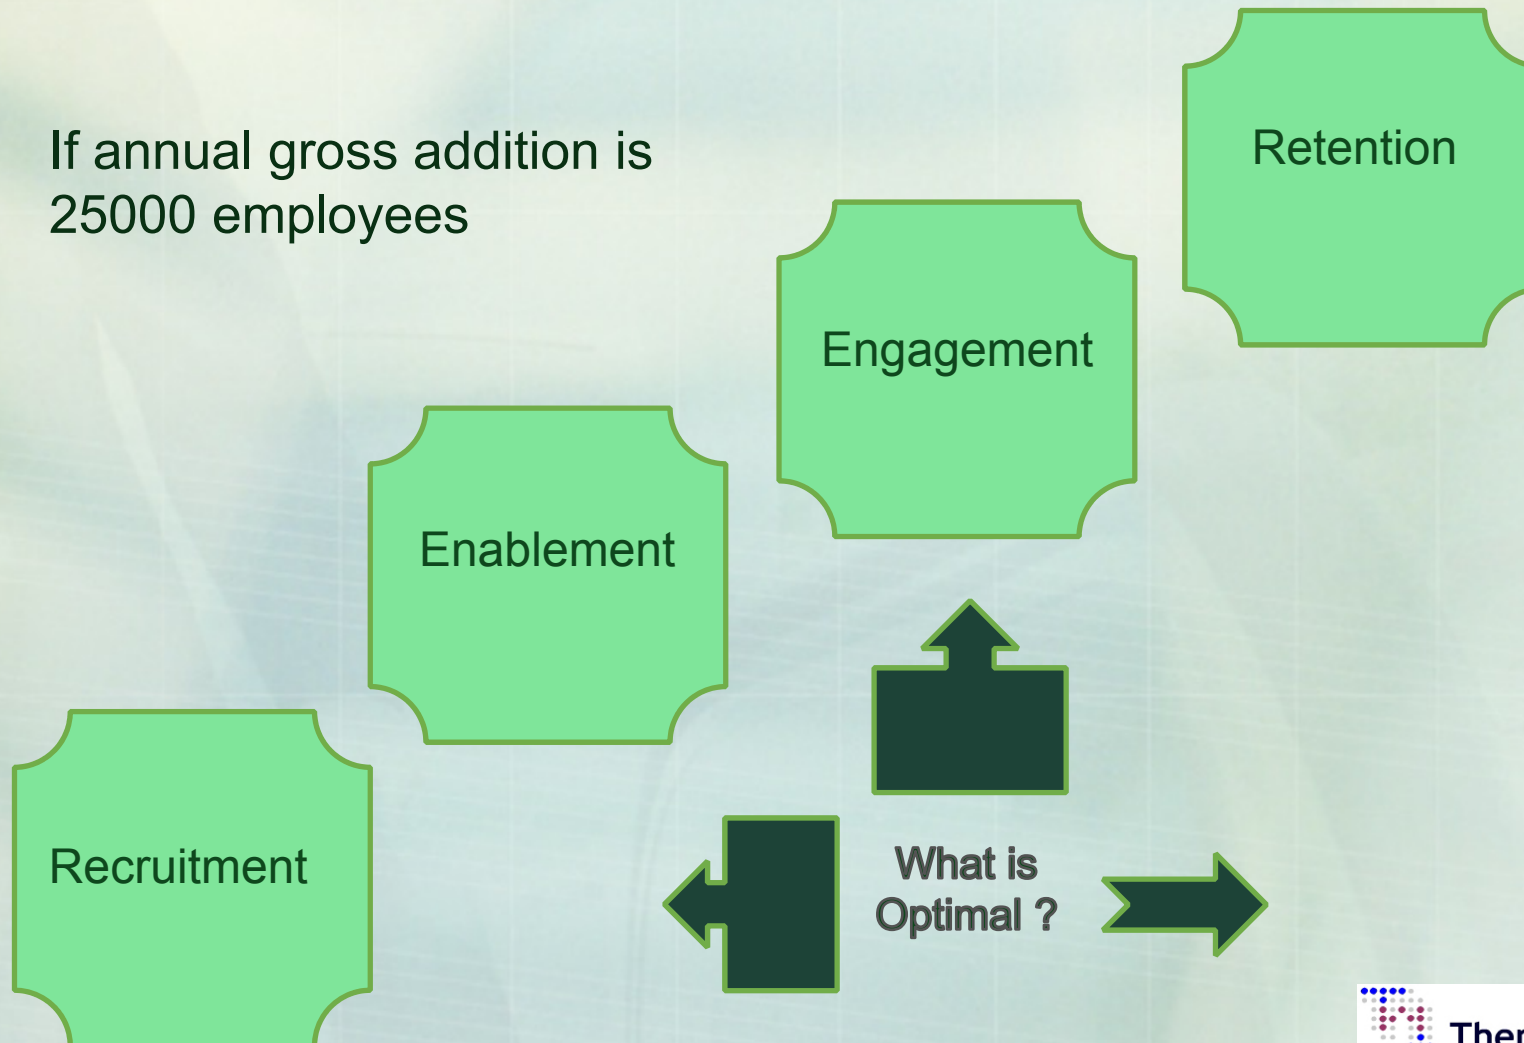 If annual gross addition is
25000 employees
Retention
Engagement
Enablement
Recruitment
What is
Optimal ?